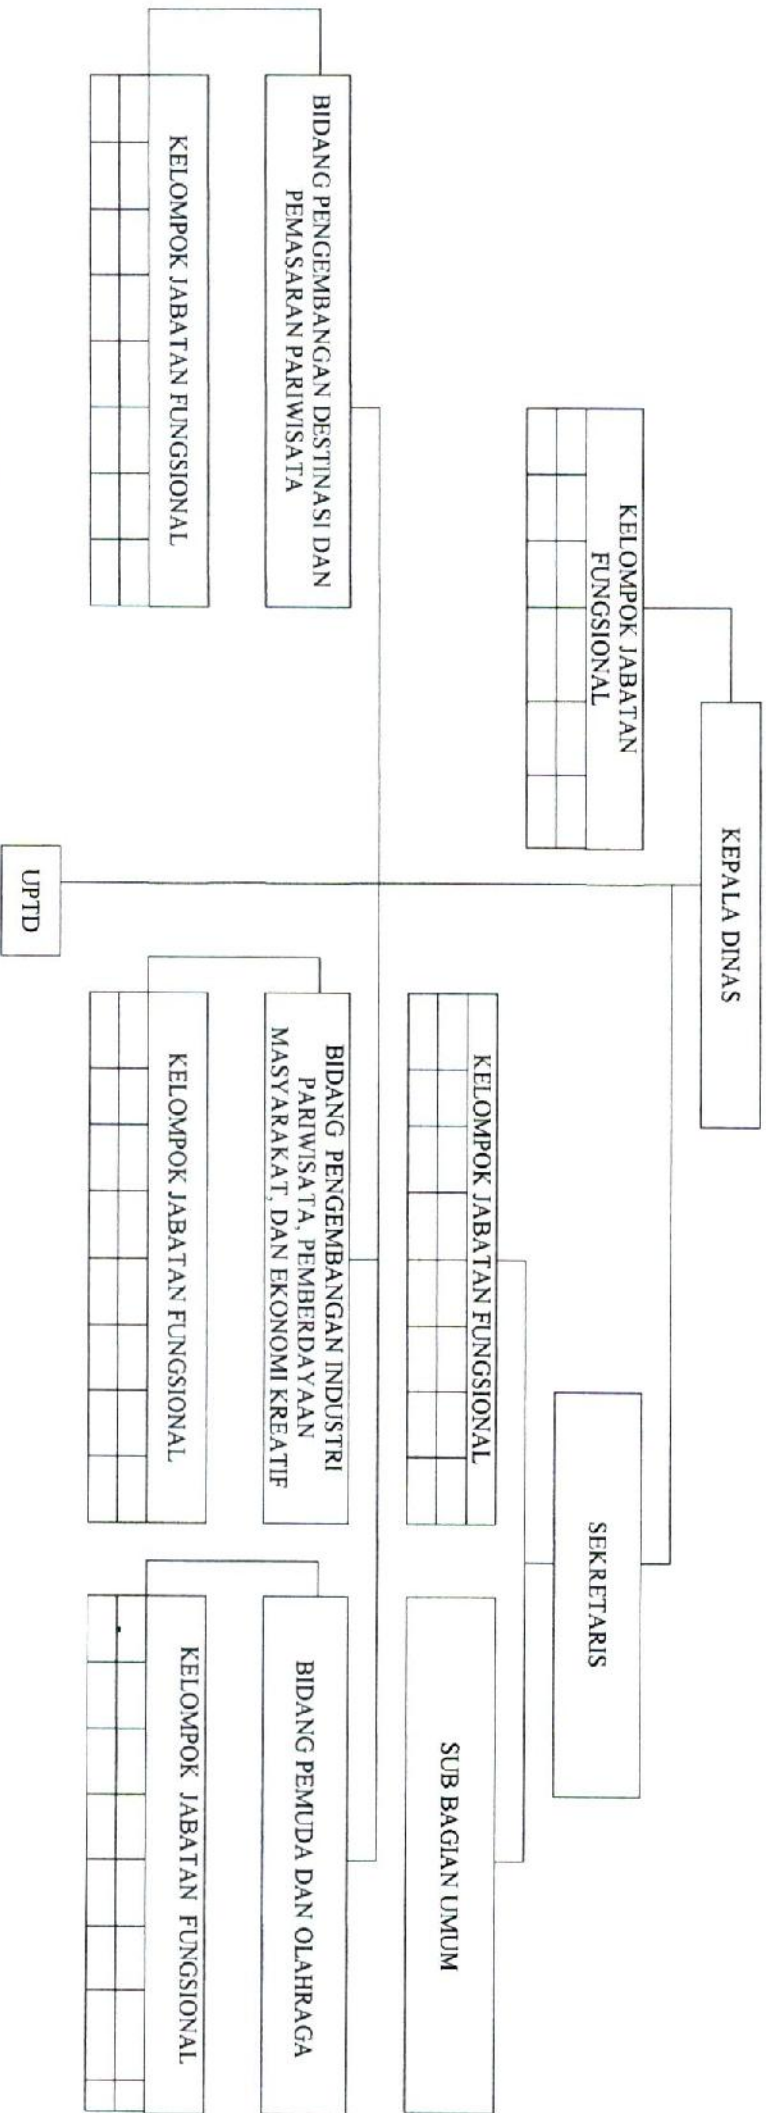 KEPALA DINAS
KELOMPOK JABATAN
FUNGSIONAL
SEKRETARIS
KELOMPOK JABATAN FUNGSIONAL
SUB BAGIAN UMUM
BIDANG PENGEMBANGAN DESTINASI DAN
PEMASARAN PARIWISATA
BIDANG PENGEMBANGAN INDUSTRI
PARIWISATA, PEMBERDAYAAN
MASYARAKAT, DAN EKONOMI KREATIF
BIDANG PEMUDA DAN OLAHRAGA
KELOMPOK JABATAN FUNGSIONAL
KELOMPOK JABATAN FUNGSIONAL
KELOMPOK JABATAN FUNGSIONAL
UPTD